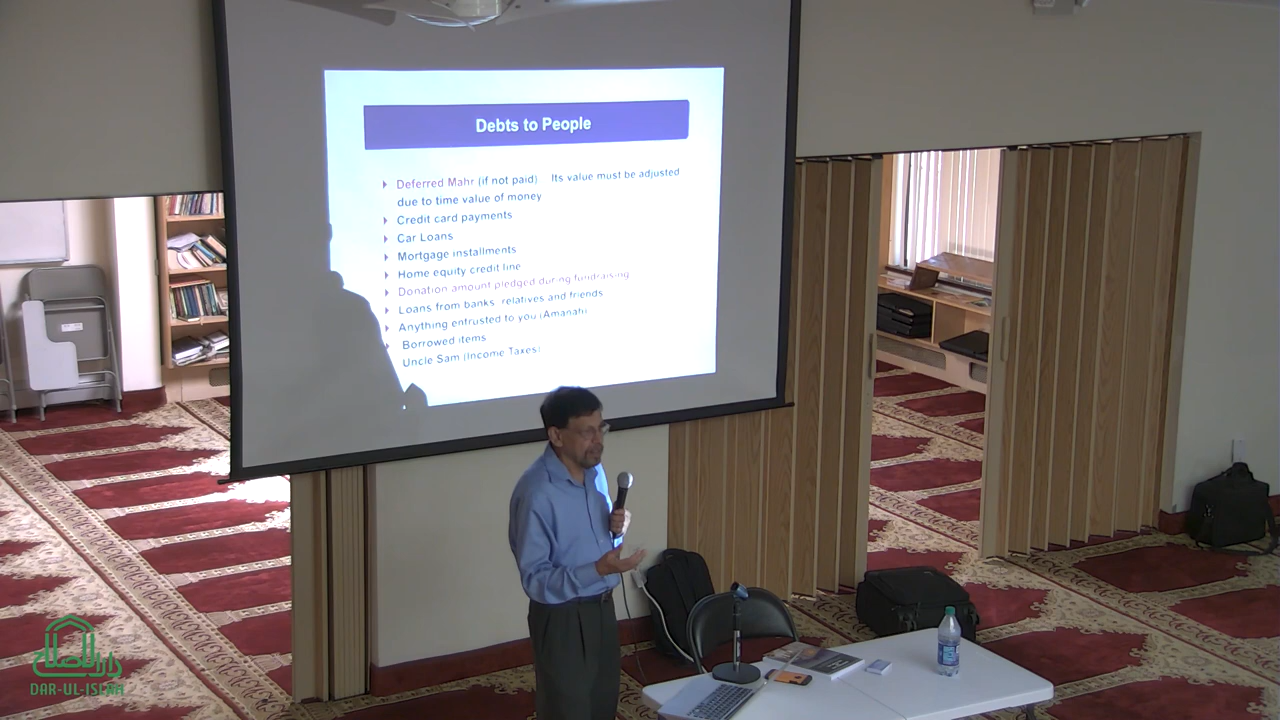 Debts to People
Deferred Mahr (if not paid) Its value must be adjusted
due to time value of money
Credit card payments
Car Loans
Mortgage installments
Home equity credit line
Donation amount pledged during fundraising
Loans from banks relatives and friends
Anything entrusted to you (Amanah)
Borrowed items
Uncle Sam (Income Taxes)
دار الإصلاح
DAR-UL-ISLAH